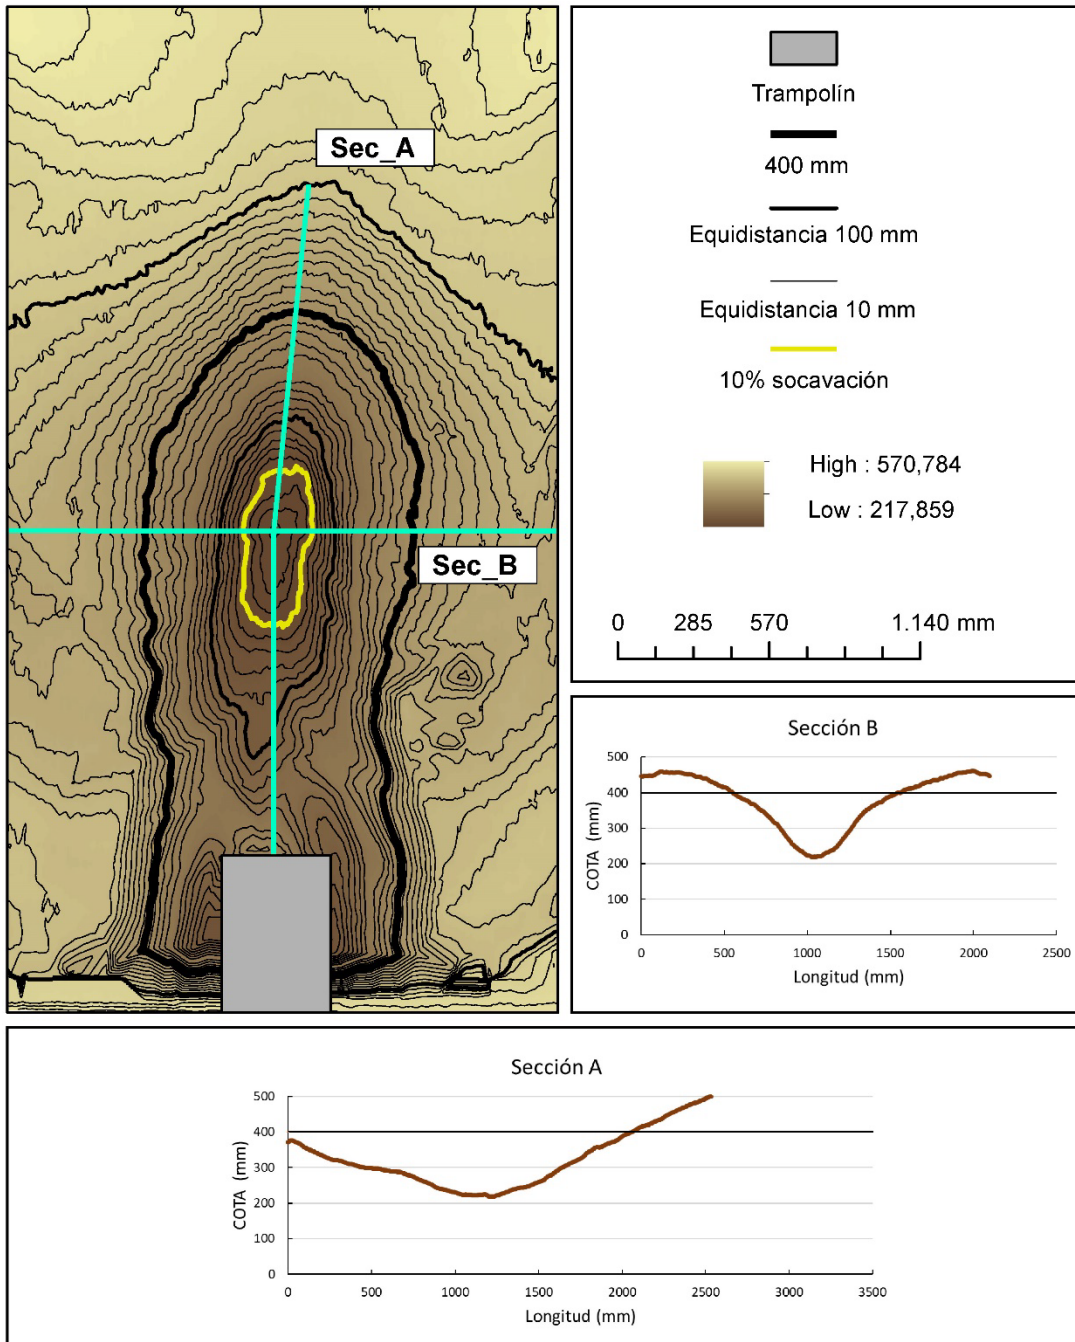 Sec_A
Sec_B
Trampolín
400 mm
Equidistancia 100 mm
Equidistancia 10 mm
10% socavación
High : 570,784
Low : 217,859
0 285 570 1.140 mm
Sección B
COTA (mm)
500
400
300
200
100
0
0 500 1000 1500 2000 2500
Longitud (mm)
Sección A
COTA (mm)
500
400
300
200
100
0
0 500 1000 1500 2000 2500 3000 3500
Longitud (mm)